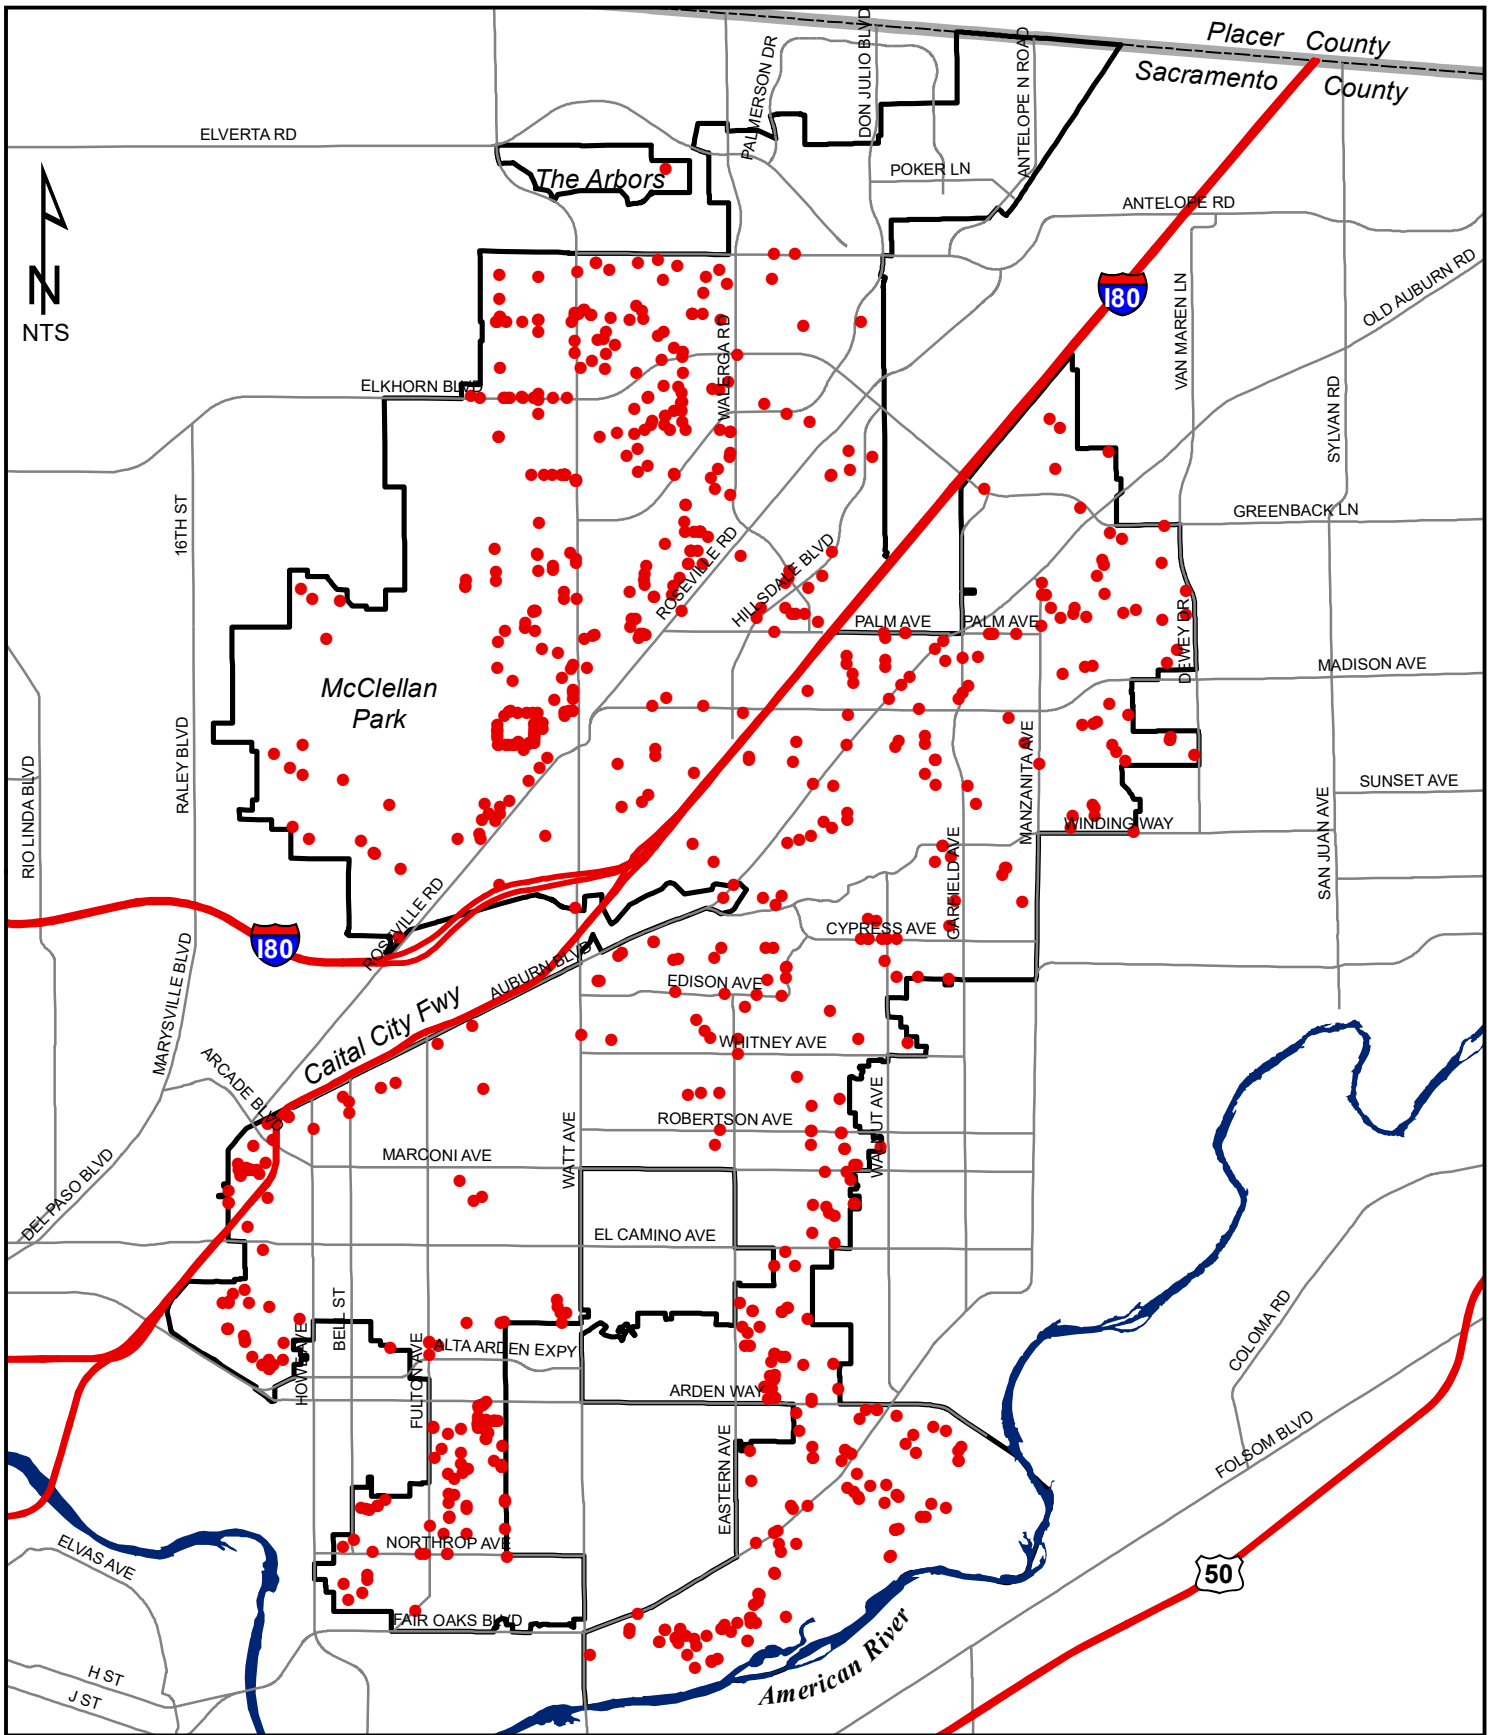 Placer County
Sacramento County
PALMERSON DR
DON JULIO BLVD
ANTELOPE N ROAD
ELVERTA RD
The Arbors
POKER LN
ANTELOPE RD
N
NTS
I80
VAN MAREN LN
OLD AUBURN RD
WALERGA RD
ELKHORN BLVD
SYLVAN RD
16TH ST
GREENBACK LN
ROSEVILLE RD
HILLSDALE BLVD
PALM AVE
PALM AVE
DEWEY DR
MADISON AVE
McClellan
Park
RALEY BLVD
RIO LINDA BLVD
MANZANITA AVE
SUNSET AVE
WINDING WAY
SAN JUAN AVE
GARFIELD AVE
ROSEVILLE RD
I80
CYPRESS AVE
AUBURN BLVD
EDISON AVE
MARYSVILLE BLVD
Caital City Fwy
WHITNEY AVE
ARCADE BLVD
WALNUT AVE
ROBERTSON AVE
WATT AVE
MARCONI AVE
DEL PASO BLVD
EL CAMINO AVE
BELL ST
HOWE AVE
FULTON AVE
ALTA ARDEN EXPY
COLOMA RD
ARDEN WAY
EASTERN AVE
FOLSOM BLVD
NORTHROP AVE
ELVAS AVE
50
FAIR OAKS BLVD
American River
H ST
J ST